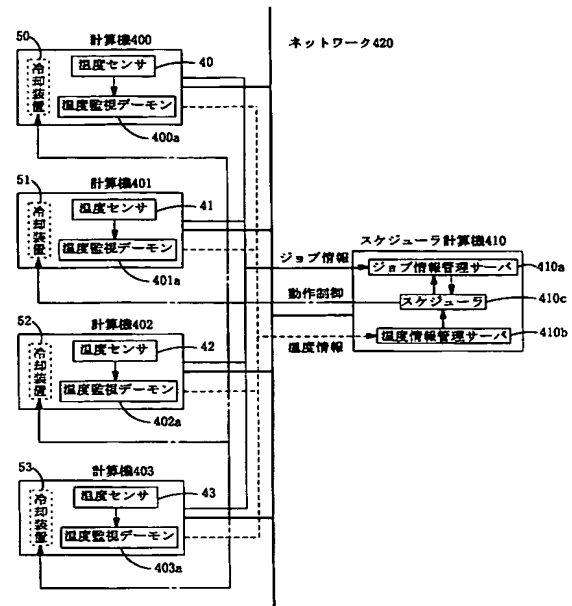 50
計算機400
冷却装置
温度センサ
40
温度監視デーモン
400a
51
計算機401
冷却装置
温度センサ
41
温度監視デーモン
401a
52
計算機402
冷却装置
温度センサ
42
温度監視デーモン
402a
53
計算機403
冷却装置
温度センサ
43
温度監視デーモン
403a
ネットワーク420
ジョブ情報
動作制御
温度情報
スケジューラ計算機410
ジョブ情報管理サーバ
410a
スケジューラ
410c
温度情報管理サーバ
410b